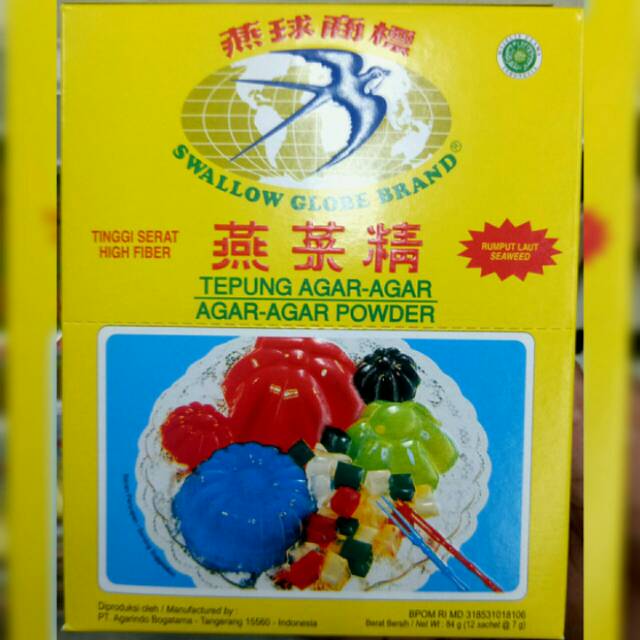 燕球商標
SWALLOW GLOBE BRAND®
TINGGI SERAT
HIGH FIBER
燕菜精
RUMPUT LAUT
SEAWEED
TEPUNG AGAR-AGAR
AGAR-AGAR POWDER
Diproduksi oleh / Manufactured by :
PT. Agarindo Bogatama - Tangerang 15560 - Indonesia
BPOM RI MD 318531018106
Berat Bersih / Net Wt : 84 g (12 sachet @ 7 g)